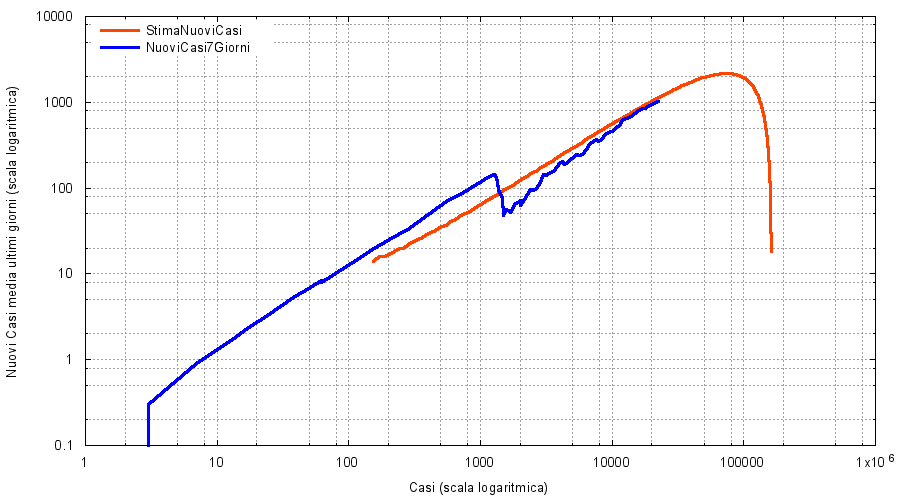 10000
1000
100
10
1
0.1
StimaNuoviCasi
NuoviCasi7Giorni
Nuovi Casi media ultimi giorni (scala logaritmica)
1 10 100 1000 10000 100000 1x10 6
Casi (scala logaritmica)